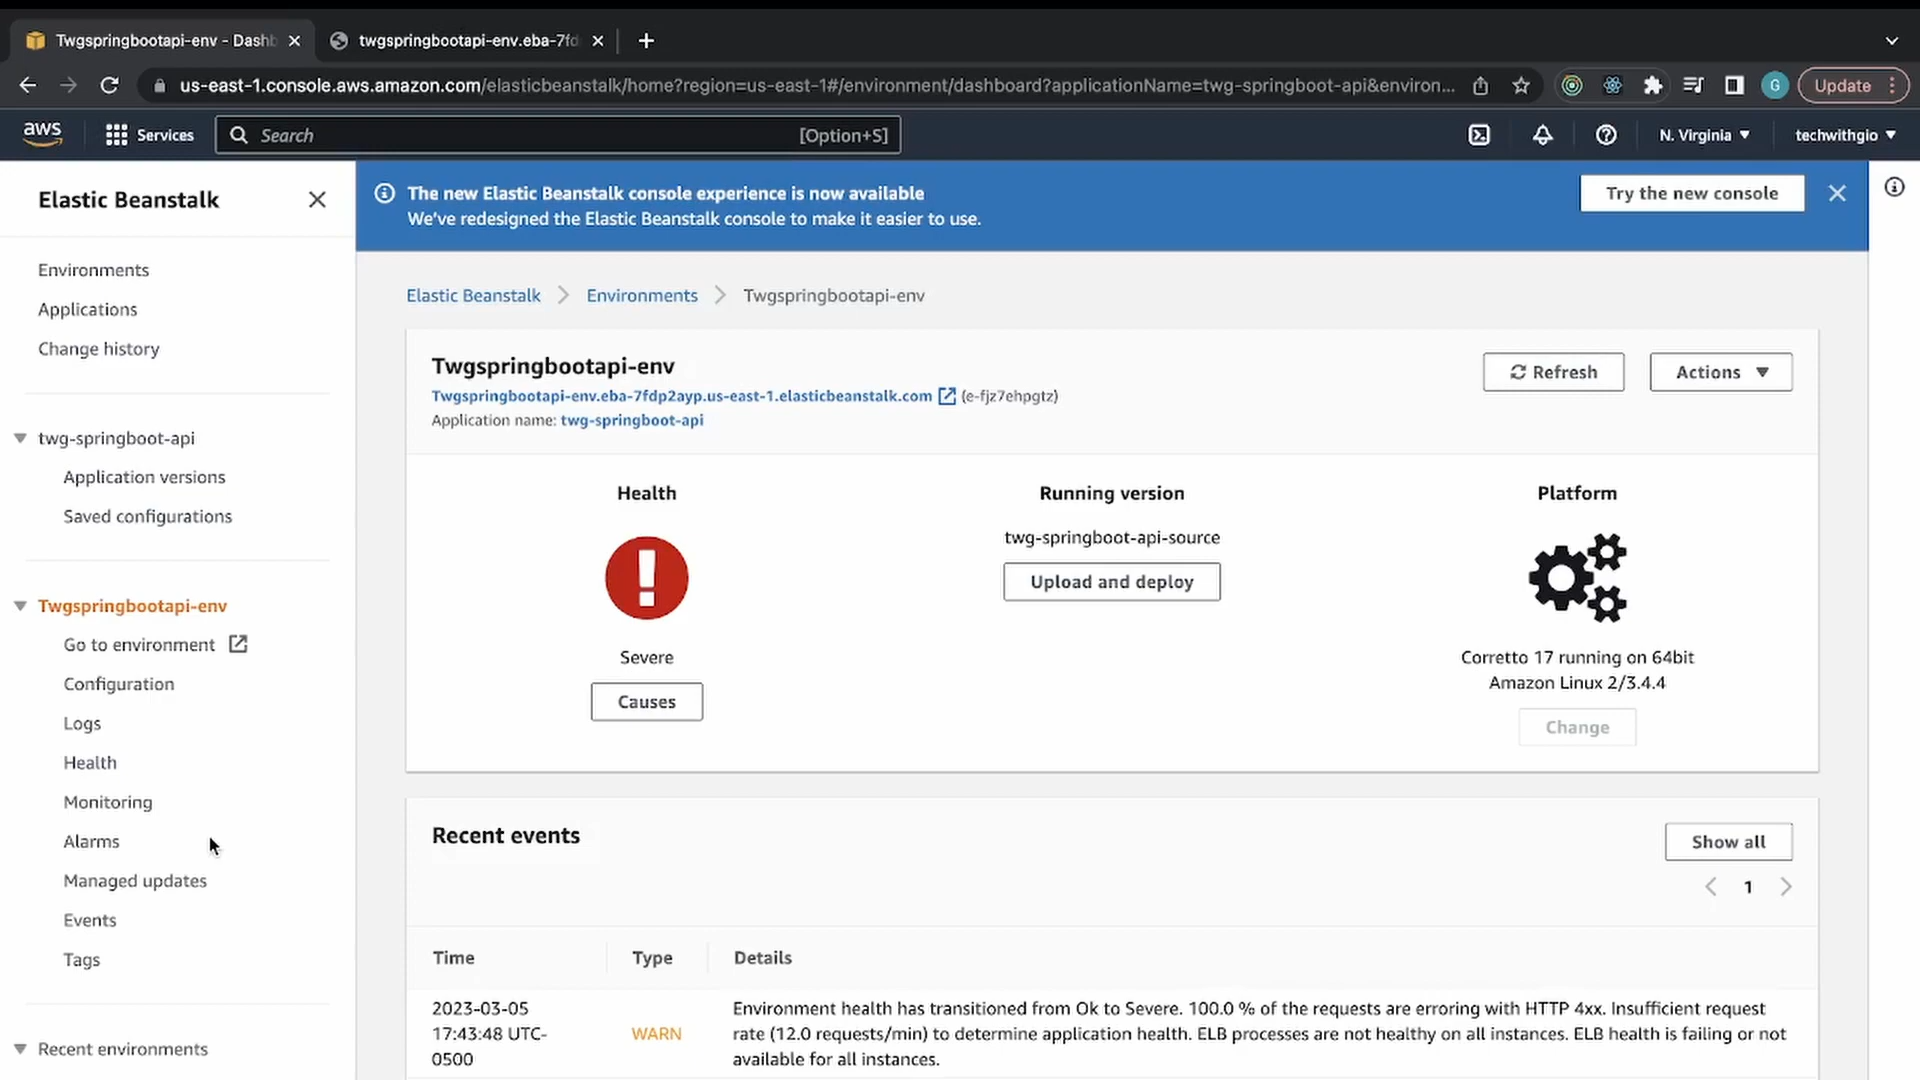 Twgspringbootapi-env - Dashb
twgspringbootapi-env.eba-7fd
us-east-1.console.aws.amazon.com/elasticbeanstalk/home?region=us-east-1#/environment/dashboard?applicationName=twg-springboot-api&environ...
G
Update
aws
Services
Search
[Option+S]
N. Virginia
techwithgio
Elastic Beanstalk
Environments
Applications
Change history
twg-springboot-api
Application versions
Saved configurations
Twgspringbootapi-env
Go to environment
Configuration
Logs
Health
Monitoring
Alarms
Managed updates
Events
Tags
Recent environments
The new Elastic Beanstalk console experience is now available
We've redesigned the Elastic Beanstalk console to make it easier to use.
Try the new console
Elastic Beanstalk
Environments
Twgspringbootapi-env
Twgspringbootapi-env
Twgspringbootapi-env.eba-7fdp2ayp.us-east-1.elasticbeanstalk.com (e-fjz7ehpgtz)
Application name: twg-springboot-api
Refresh
Actions
Health
Severe
Causes
Running version
twg-springboot-api-source
Upload and deploy
Platform
Corretto 17 running on 64bit
Amazon Linux 2/3.4.4
Change
Recent events
Show all
1
Time
Type
Details
2023-03-05
17:43:48 UTC-
0500
WARN
Environment health has transitioned from Ok to Severe. 100.0 % of the requests are erroring with HTTP 4xx. Insufficient request
rate (12.0 requests/min) to determine application health. ELB processes are not healthy on all instances. ELB health is failing or not
available for all instances.